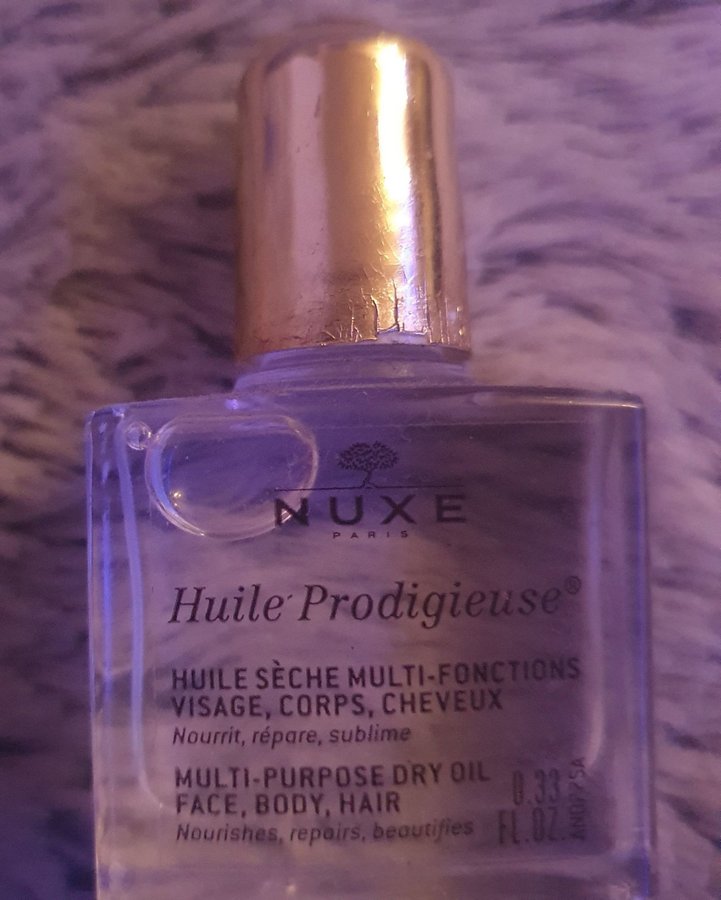 NUXE
PARIS
Huile Prodigieuse®
HUILE SÈCHE MULTI-FONCTIONS
VISAGE, CORPS, CHEVEUX
Nourrit, répare, sublime
MULTI-PURPOSE DRY OIL
FACE, BODY, HAIR
Nourishes, repairs, beautifies
0.33
FL.OZ.